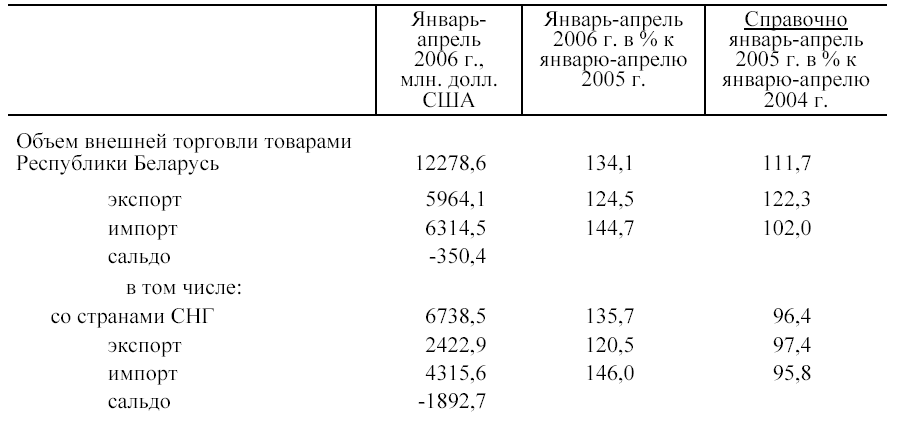 Январь-
апрель
2006 г.,
млн. долл.
США
Январь-апрель
2006 г. в % к
январю-апрелю
2005 г.
Справочно
январь-апрель
2005 г. в % к
январю-апрелю
2004 г.
Объем внешней торговли товарами
Республики Беларусь 12278,6 134,1 111,7
экспорт 5964,1 124,5 122,3
импорт 6314,5 144,7 102,0
сальдо -350,4
в том числе:
со странами СНГ 6738,5 135,7 96,4
экспорт 2422,9 120,5 97,4
импорт 4315,6 146,0 95,8
сальдо -1892,7